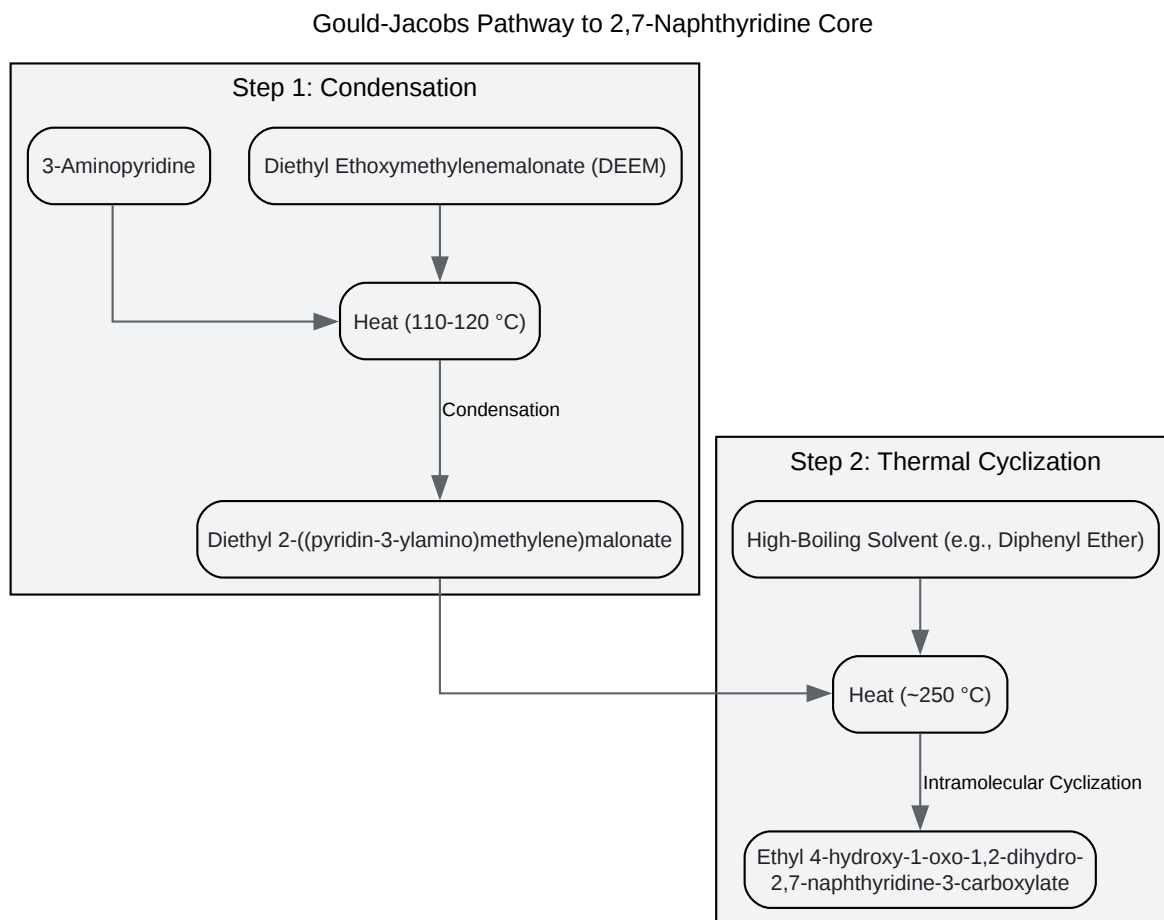 Gould-Jacobs Pathway to 2,7-Naphthyridine Core
Step 1: Condensation
3-Aminopyridine
Diethyl Ethoxymethylenemalonate (DEEM)
Heat (110-120 °C)
Condensation
Diethyl 2-((pyridin-3-ylamino)methylene)malonate
Step 2: Thermal Cyclization
High-Boiling Solvent (e.g., Diphenyl Ether)
Heat (~250 °C)
Intramolecular Cyclization
Ethyl 4-hydroxy-1-oxo-1,2-dihydro-
2,7-naphthyridine-3-carboxylate